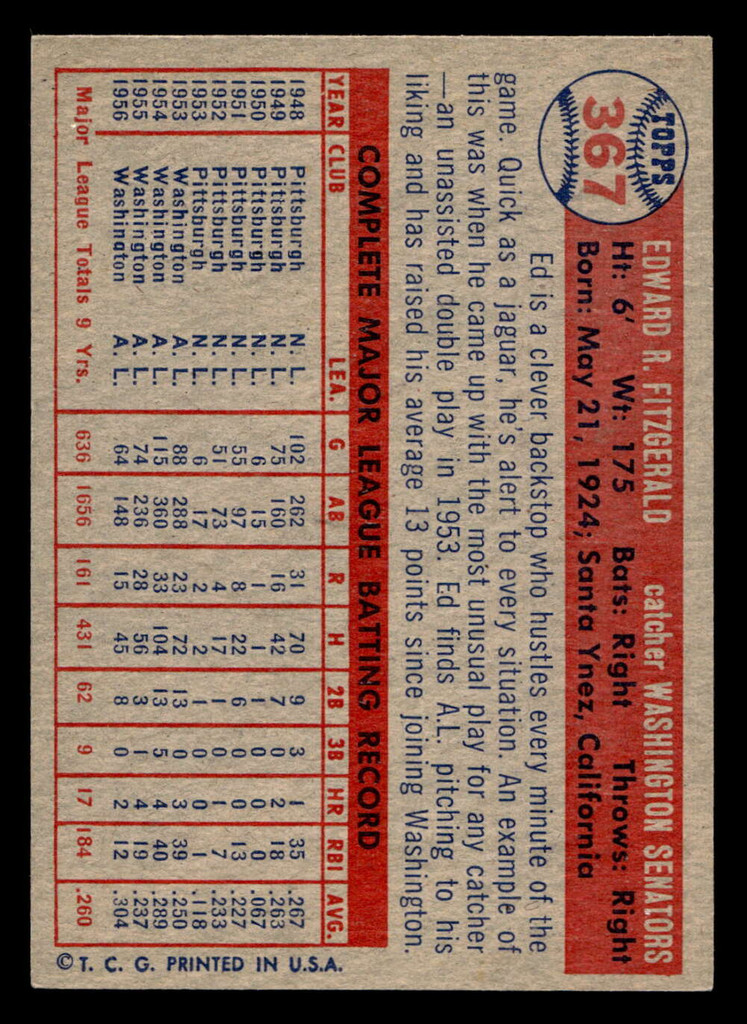 TOPPS
367
EDWARD R. FITZGERALD catcher WASHINGTON SENATORS
Ht: 6' Wt: 175 Bats: Right Throws: Right
Born: May 21, 1924; Santa Ynez, California
Ed is a clever backstop who hustles every minute of the
game. Quick as a jaguar, he's alert to every situation. An example of
this was when he came up with the most unusual play for any catcher
—an unassisted double play in 1953. Ed finds A.L. pitching to his
liking and has raised his average 13 points since joining Washington.
COMPLETE MAJOR LEAGUE BATTING RECORD
YEAR CLUB LEA. G AB R H 2B 3B HR RBI AVG.
1948 Pittsburgh N. L. 102 262 31 70 9 3 1 35 .267
1949 Pittsburgh N. L. 75 160 16 42 7 0 2 18 .263
1950 Pittsburgh N. L. 6 15 1 1 1 0 0 0 .067
1951 Pittsburgh N. L. 55 97 8 22 6 0 0 13 .227
1952 Pittsburgh N. L. 51 73 4 17 1 0 1 7 .233
1953 Pittsburgh N. L. 6 17 2 2 1 0 0 1 .118
1953 Washington A. L. 88 288 23 72 13 0 3 39 .250
1954 Washington A. L. 115 360 33 104 13 5 4 40 .289
1955 Washington A. L. 74 236 28 56 3 1 4 19 .237
1956 Washington A. L. 64 148 15 45 8 0 2 12 .304
Major League Totals 9 Yrs. 636 1656 161 431 62 9 17 184 .260
© T. C. G. PRINTED IN U.S.A.